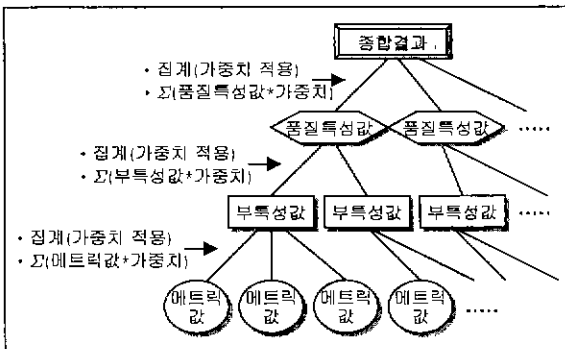 종합결과
• 집계(가중치 적용)
• Σ(품질특성값*가중치)
품질특성값 품질특성값 .....
• 집계(가중치 적용)
• Σ(부특성값*가중치)
부특성값 부특성값 부특성값 .....
• 집계(가중치 적용)
• Σ(메트릭값*가중치)
메트릭 메트릭 메트릭 메트릭 .....
값 값 값 값